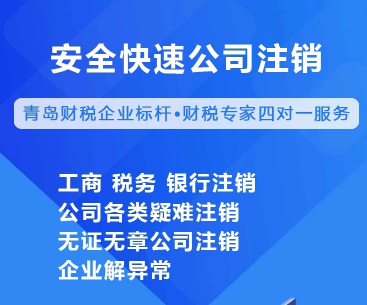 安全快速公司注销
青岛财税企业标杆•财税专家四对一服务
工商 税务 银行注销
公司各类疑难注销
无证无章公司注销
企业解异常